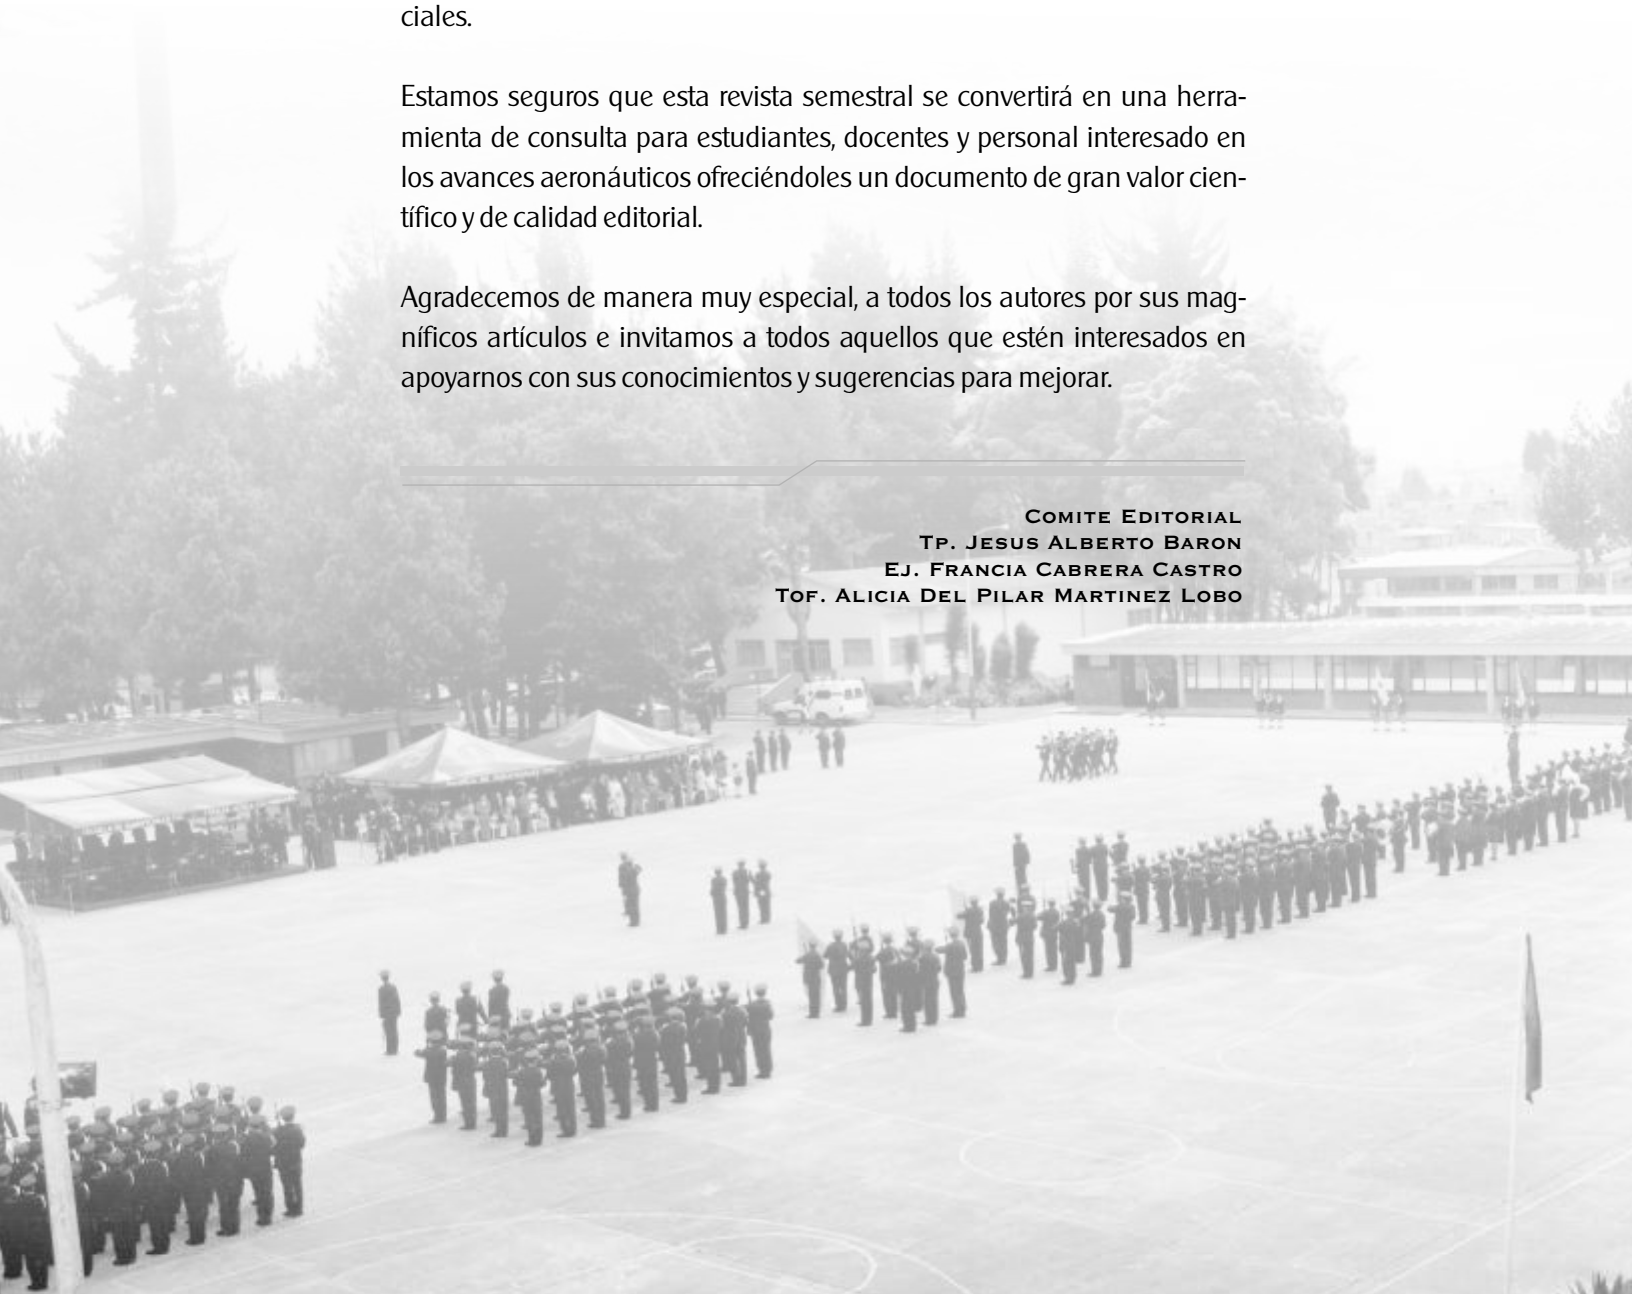 ciales.
Estamos seguros que esta revista semestral se convertirá en una herra-
mienta de consulta para estudiantes, docentes y personal interesado en
los avances aeronáuticos ofreciéndoles un documento de gran valor cien-
tífico y de calidad editorial.
Agradecemos de manera muy especial, a todos los autores por sus mag-
níficos artículos e invitamos a todos aquellos que estén interesados en
apoyarnos con sus conocimientos y sugerencias para mejorar.
Comite Editorial
Tp. Jesus Alberto Baron
Ej. Francia Cabrera Castro
Tof. Alicia Del Pilar Martinez Lobo